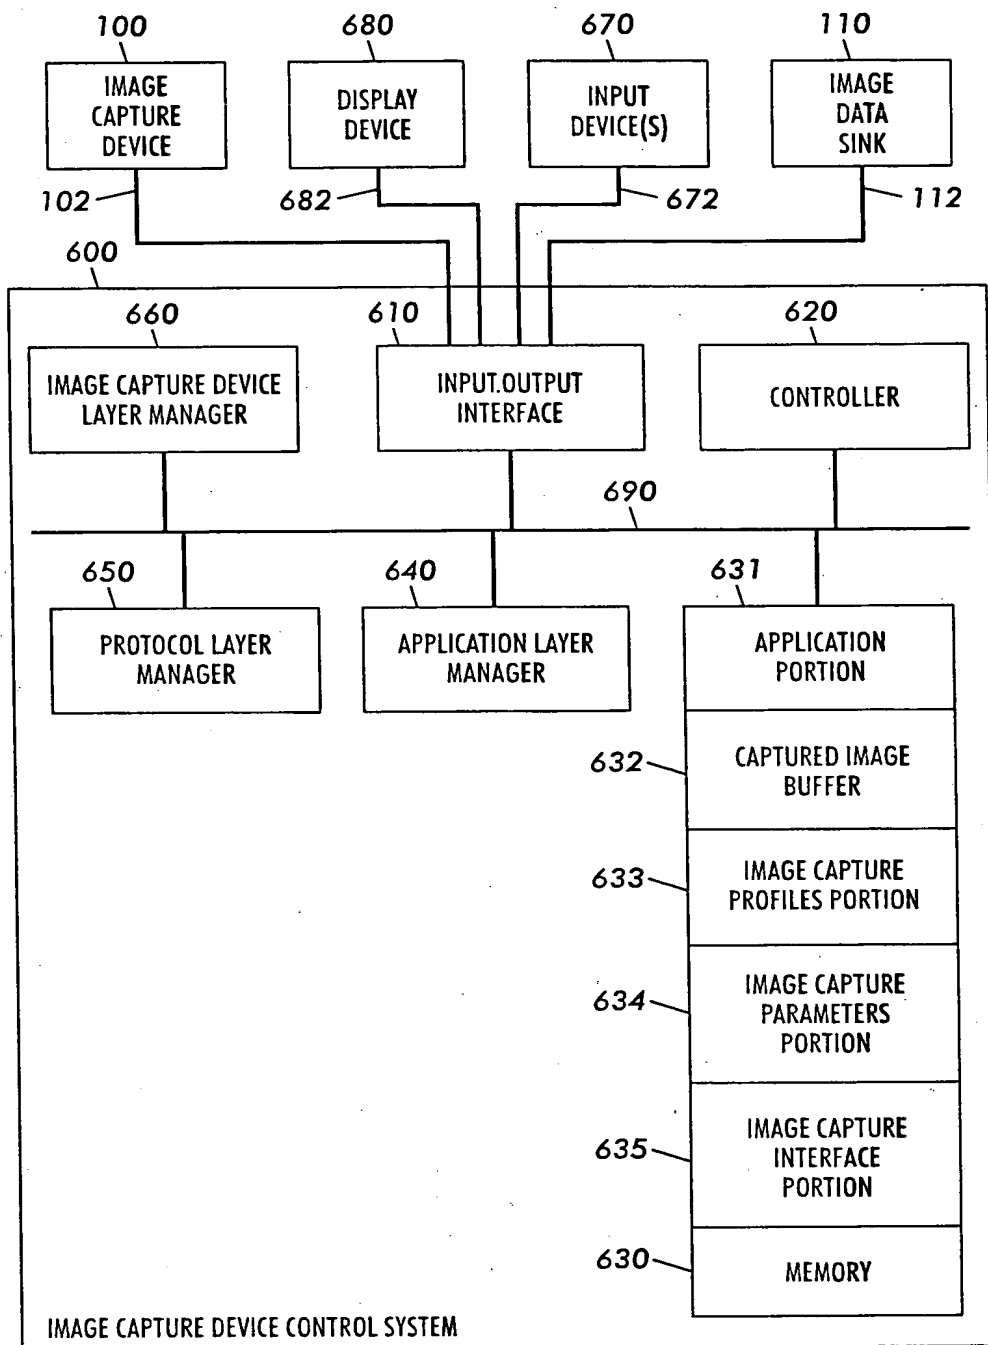 100
680
670
110
IMAGE
CAPTURE
DEVICE
DISPLAY
DEVICE
INPUT
DEVICE(S)
IMAGE
DATA
SINK
102
682
672
112
600
660
610
620
IMAGE CAPTURE DEVICE
LAYER MANAGER
INPUT.OUTPUT
INTERFACE
CONTROLLER
690
650
640
631
PROTOCOL LAYER
MANAGER
APPLICATION LAYER
MANAGER
APPLICATION
PORTION
632
CAPTURED IMAGE
BUFFER
633
IMAGE CAPTURE
PROFILES PORTION
634
IMAGE CAPTURE
PARAMETERS
PORTION
635
IMAGE CAPTURE
INTERFACE
PORTION
630
MEMORY
IMAGE CAPTURE DEVICE CONTROL SYSTEM